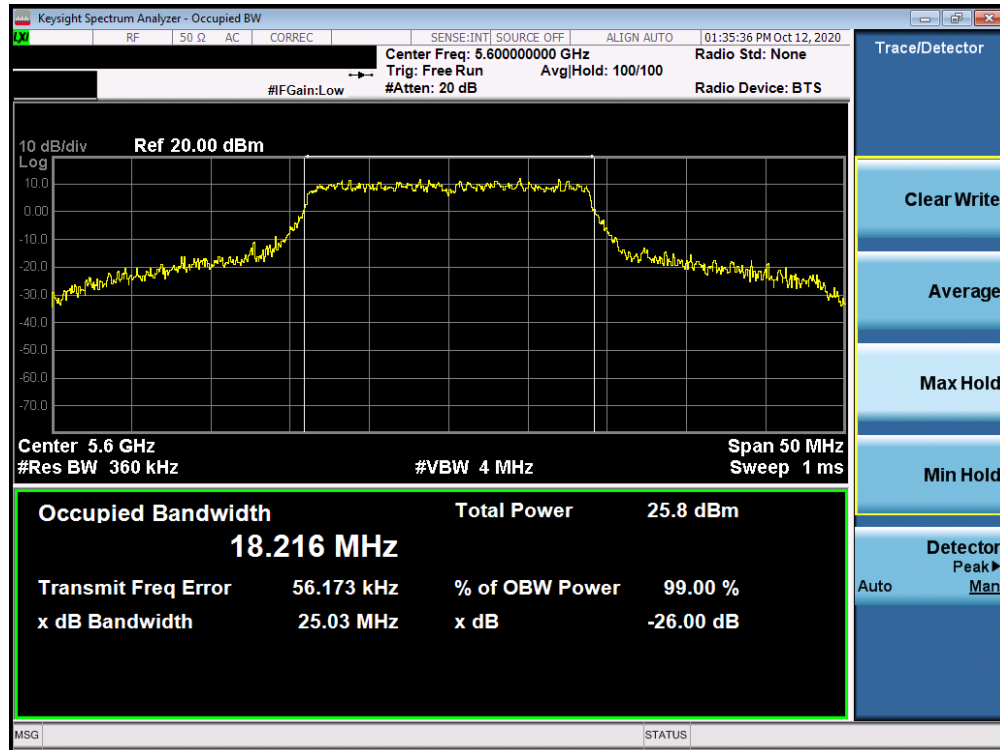 Keysight Spectrum Analyzer - Occupied BW
LXI RF 50 Ω AC CORREC SENSE:INT SOURCE OFF ALIGN AUTO 01:35:36 PM Oct 12, 2020
Center Freq: 5.600000000 GHz Radio Std: None
Trig: Free Run Avg|Hold: 100/100
#IFGain:Low #Atten: 20 dB Radio Device: BTS
10 dB/div Ref 20.00 dBm
Log
10.0
0.00
-10.0
-20.0
-30.0
-40.0
-50.0
-60.0
-70.0
Center 5.6 GHz Span 50 MHz
#Res BW 360 kHz #VBW 4 MHz Sweep 1 ms
Occupied Bandwidth Total Power 25.8 dBm
18.216 MHz
Transmit Freq Error 56.173 kHz % of OBW Power 99.00 %
x dB Bandwidth 25.03 MHz x dB -26.00 dB
MSG STATUS
Trace/Detector
Clear Write
Average
Max Hold
Min Hold
Detector
Peak▶
Auto Man